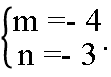 {m =- 4
n =- 3.